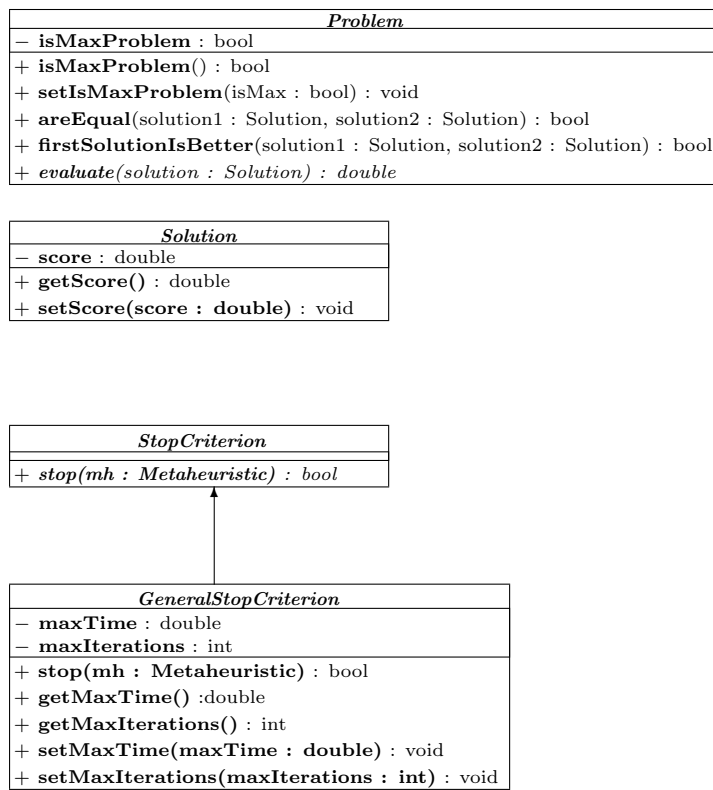 Problem
− isMaxProblem : bool
+ isMaxProblem() : bool
+ setIsMaxProblem(isMax : bool) : void
+ areEqual(solution1 : Solution, solution2 : Solution) : bool
+ firstSolutionIsBetter(solution1 : Solution, solution2 : Solution) : bool
+ evaluate(solution : Solution) : double
Solution
− score : double
+ getScore() : double
+ setScore(score : double) : void
StopCriterion
+ stop(mh : Metaheuristic) : bool
GeneralStopCriterion
− maxTime : double
− maxIterations : int
+ stop(mh : Metaheuristic) : bool
+ getMaxTime() :double
+ getMaxIterations() : int
+ setMaxTime(maxTime : double) : void
+ setMaxIterations(maxIterations : int) : void